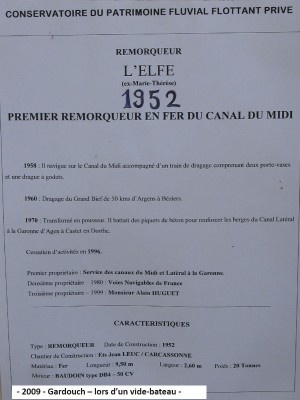 CONSERVATOIRE DU PATRIMOINE FLUVIAL FLOTTANT PRIVE
REMORQUEUR
L'ELFE
(ex-Marie-Thérèse)
1952
PREMIER REMORQUEUR EN FER DU CANAL DU MIDI
1958 : Il navigue sur le Canal du Midi accompagné d'un train de dragage comprenant deux porte-vases
et une drague à godets.
1960 : Dragage du Grand Bief de 50 kms d'Argens à Béziers.
1970 : Transformé en pousseur. Il battait des piquets de béton pour renforcer les berges du Canal Latéral
à la Garonne d'Agen à Castet en Dorthe.
Cessation d'activités en 1996.
Premier propriétaire : Service des canaux du Midi et Latéral à la Garonne.
Deuxième propriétaire - 1980 : Voies Navigables de France
Troisième propriétaire - 1999 : Monsieur Alain HUGUET
CARACTERISTIQUES
Type : REMORQUEUR Date de Construction : 1952
Chantier de Construction : Ets Jean LEUC / CARCASSONNE
Matériau : Fer Longueur : 9,50 m Largeur : 2,60 m Poids : 20 Tonnes
Moteur : BAUDOIN type DB4 - 50 CV
- 2009 - Gardouch – lors d'un vide-bateau -